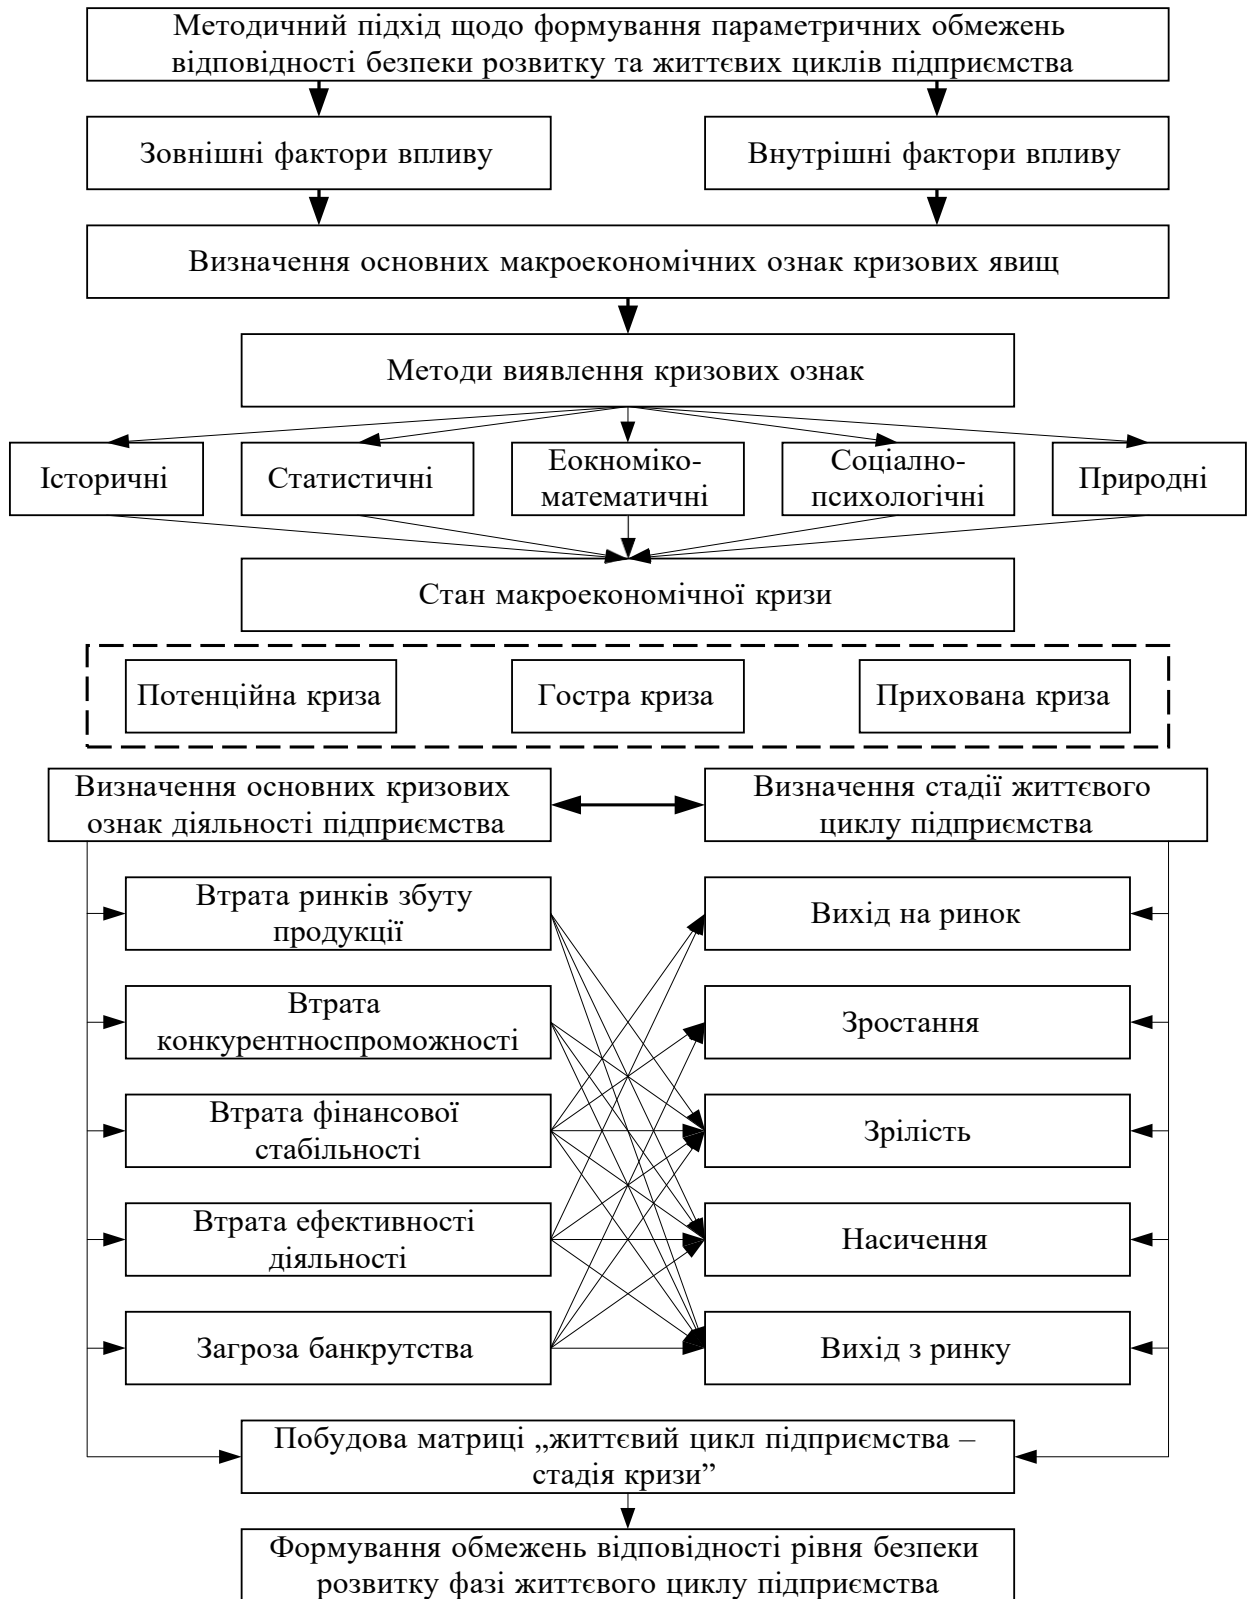 Методичний підхід щодо формування параметричних обмежень
відповідності безпеки розвитку та життєвих циклів підприємства
Зовнішні фактори впливу
Внутрішні фактори впливу
Визначення основних макроекономічних ознак кризових явищ
Методи виявлення кризових ознак
Історичні
Статистичні
Еокноміко-
математичні
Соціално-
психологічні
Природні
Стан макроекономічної кризи
Потенційна криза
Гостра криза
Прихована криза
Визначення основних кризових
ознак діяльності підприємства
Визначення стадії життєвого
циклу підприємства
Втрата ринків збуту
продукції
Вихід на ринок
Втрата
конкурентноспроможності
Зростання
Втрата фінансової
стабільності
Зрілість
Втрата ефективності
діяльності
Насичення
Загроза банкрутства
Вихід з ринку
Побудова матриці „життєвий цикл підприємства –
стадія кризи”
Формування обмежень відповідності рівня безпеки
розвитку фазі життєвого циклу підприємства